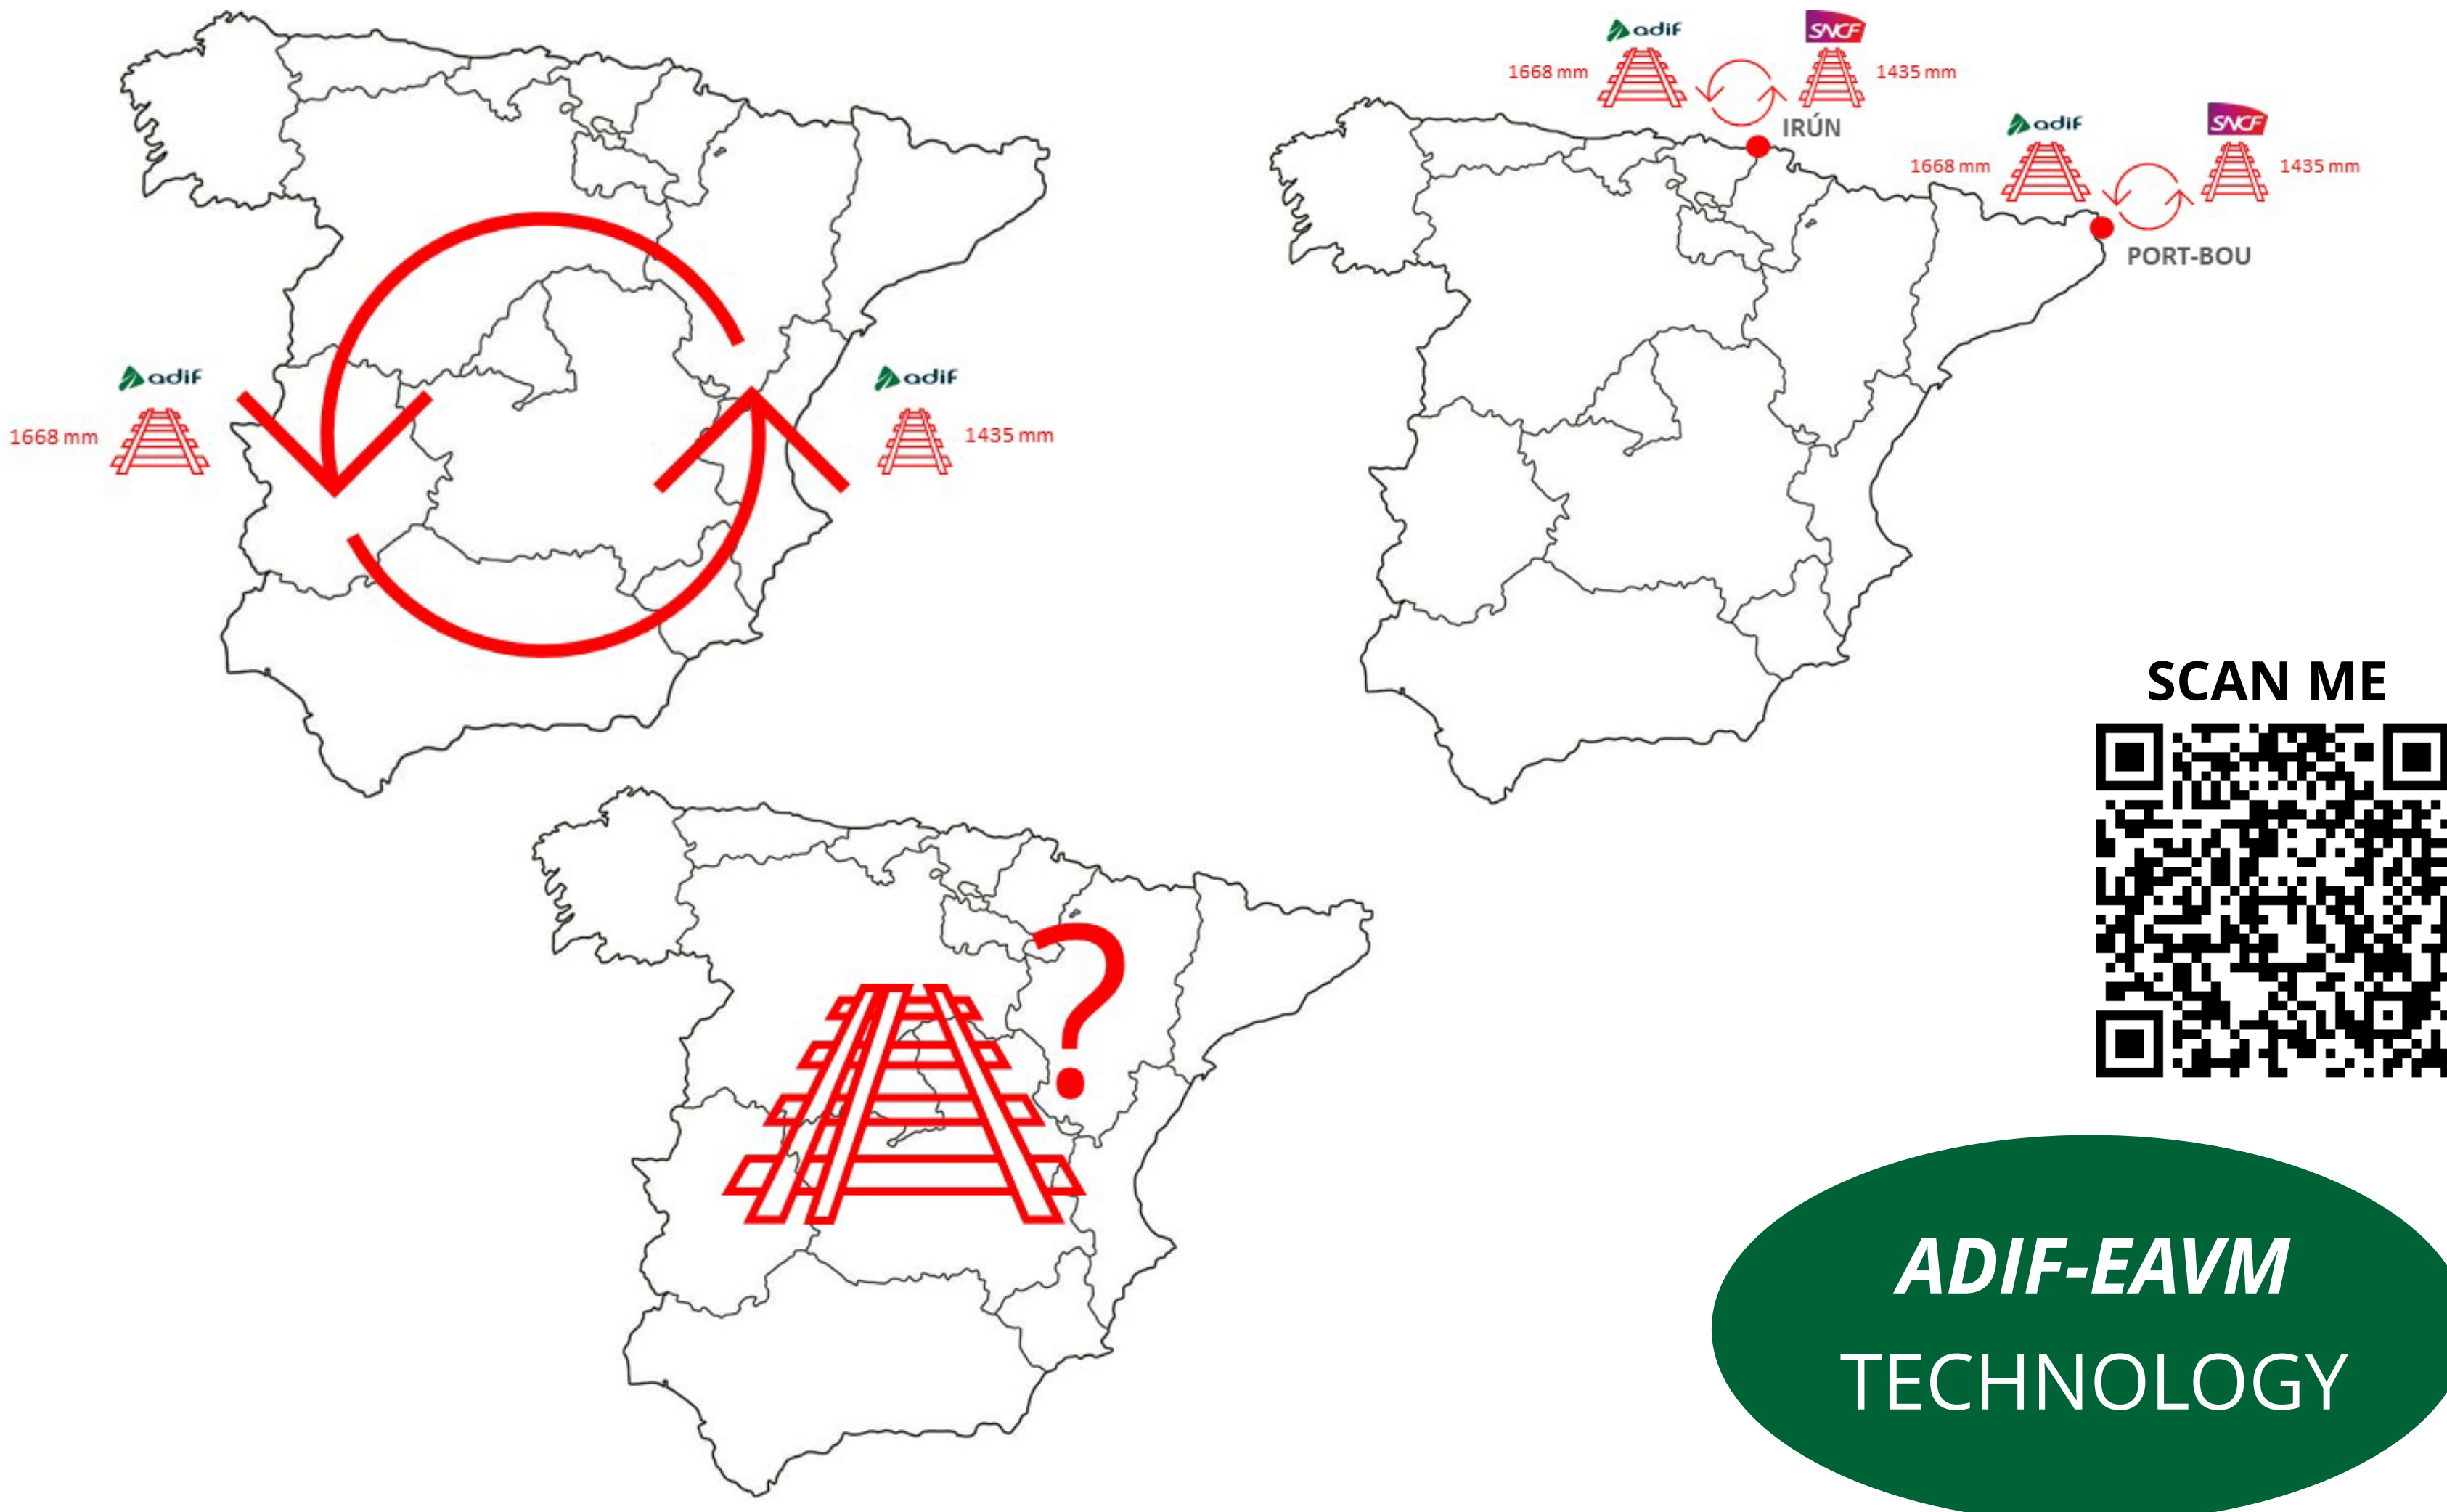 adif
1668 mm
adif
1435 mm
adif
SNCF
1668 mm
1435 mm
IRÚN
adif
SNCF
1668 mm
1435 mm
PORT-BOU
SCAN ME
?
ADIF-EAVM
TECHNOLOGY